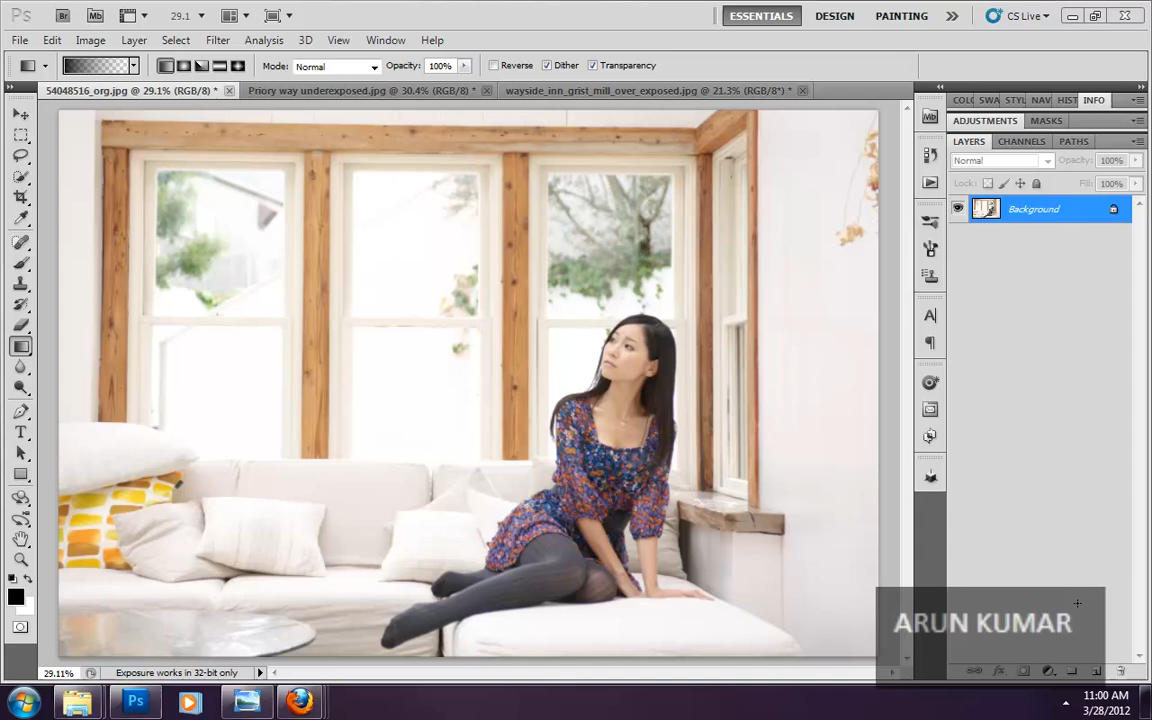 Ps Br Mb 29.1 ESSENTIALS DESIGN PAINTING CS Live
File Edit Image Layer Select Filter Analysis 3D View Window Help
Mode: Normal Opacity: 100% Reverse Dither Transparency
54048516_org.jpg @ 29.1% (RGB/8) * Priory way underexposed.jpg @ 30.4% (RGB/8) * wayside_inn_grist_mill_over_exposed.jpg @ 21.3% (RGB/8*) *
COLO SWA STYL NAV HIST INFO
Mb ADJUSTMENTS MASKS
LAYERS CHANNELS PATHS
Normal Opacity: 100%
Lock: Fill: 100%
Background
A
T
ARUN KUMAR
29.11% Exposure works in 32-bit only
fx
Ps
11:00 AM
3/28/2012